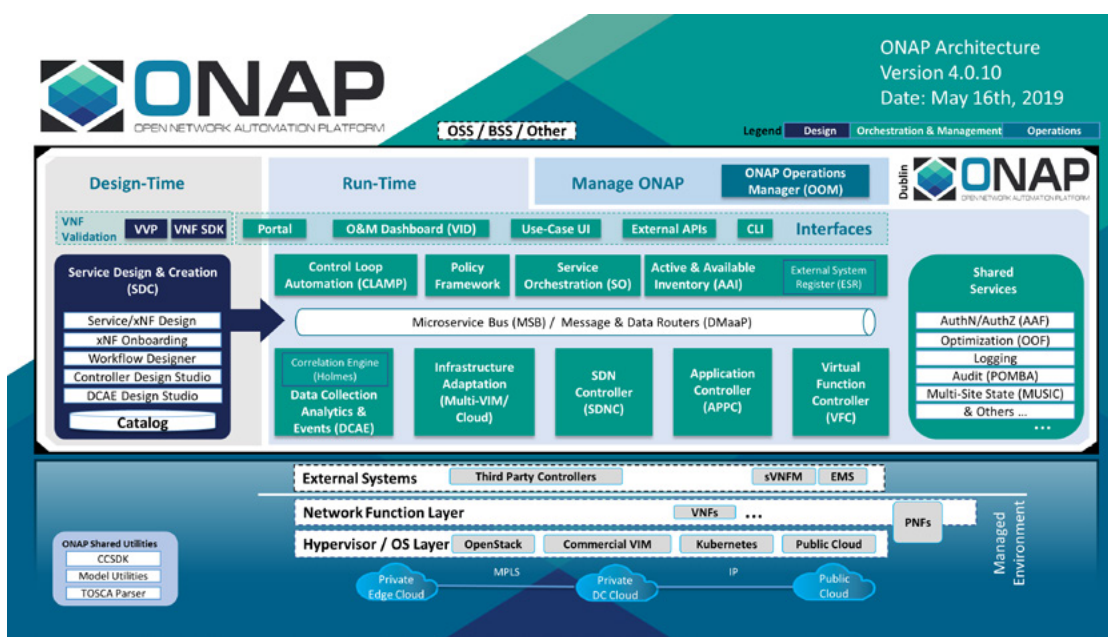 ONAP
OPEN NETWORK AUTOMATION PLATFORM
ONAP Architecture
Version 4.0.10
Date: May 16th, 2019
OSS / BSS / Other
Legend
Design
Orchestration & Management
Operations
Design-Time
Run-Time
Manage ONAP
ONAP Operations
Manager (OOM)
Dublin
ONAP
OPEN NETWORK AUTOMATION PLATFORM
VNF
Validation
VVP
VNF SDK
Portal
O&M Dashboard (VID)
Use-Case UI
External APIs
CLI
Interfaces
Service Design & Creation
(SDC)
Service/xNF Design
xNF Onboarding
Workflow Designer
Controller Design Studio
DCAE Design Studio
Catalog
Control Loop
Automation (CLAMP)
Policy
Framework
Service
Orchestration (SO)
Active & Available
Inventory (AAI)
External System
Register (ESR)
Microservice Bus (MSB) / Message & Data Routers (DMaaP)
Correlation Engine
(Holmes)
Data Collection
Analytics &
Events (DCAE)
Infrastructure
Adaptation
(Multi-VIM/
Cloud)
SDN
Controller
(SDNC)
Application
Controller
(APPC)
Virtual
Function
Controller
(VFC)
Shared
Services
AuthN/AuthZ (AAF)
Optimization (OOF)
Logging
Audit (POMBA)
Multi-Site State (MUSIC)
& Others ...
...
External Systems
Third Party Controllers
sVNFM
EMS
Network Function Layer
VNFs
...
PNFs
Hypervisor / OS Layer
OpenStack
Commercial VIM
Kubernetes
Public Cloud
Managed
Environment
ONAP Shared Utilities
CCSDK
Model Utilities
TOSCA Parser
Private
Edge Cloud
MPLS
Private
DC Cloud
IP
Public
Cloud